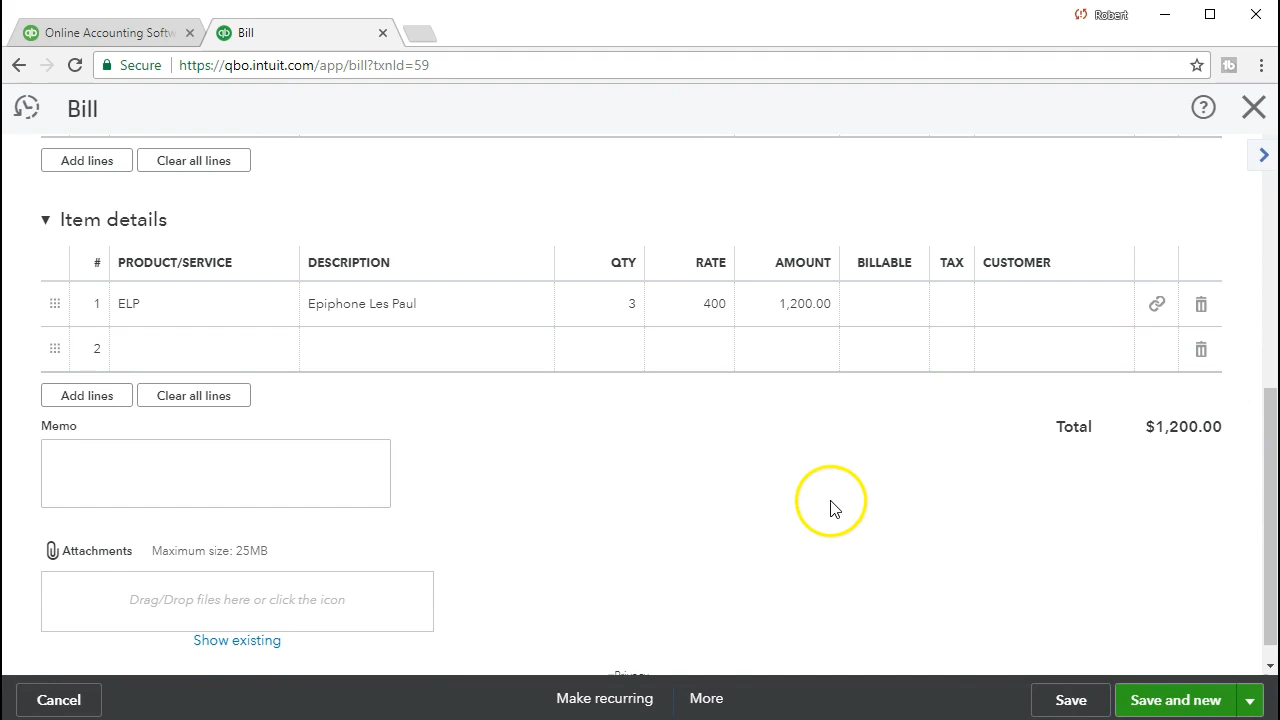 Robert
Online Accounting Softw
Bill
Secure https://qbo.intuit.com/app/bill?txnId=59
Bill
Add lines Clear all lines
Item details
# PRODUCT/SERVICE DESCRIPTION QTY RATE AMOUNT BILLABLE TAX CUSTOMER
1 ELP Epiphone Les Paul 3 400 1,200.00
2
Add lines Clear all lines
Memo
Total $1,200.00
Attachments Maximum size: 25MB
Drag/Drop files here or click the icon
Show existing
Privacy
Cancel Make recurring More Save Save and new